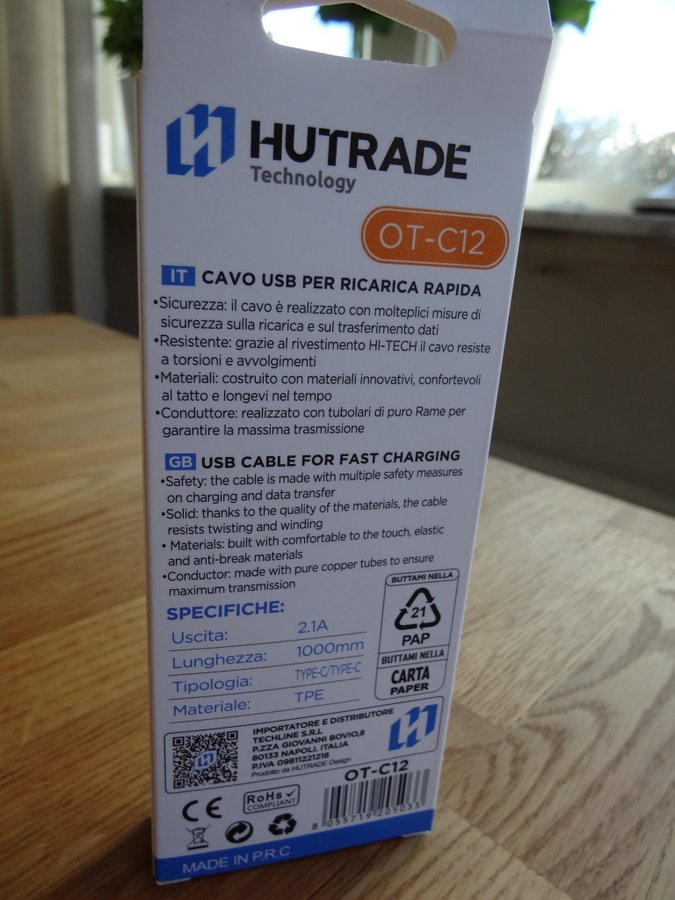 HUTRADE
Technology
OT-C12
IT CAVO USB PER RICARICA RAPIDA
•Sicurezza: il cavo è realizzato con molteplici misure di
sicurezza sulla ricarica e sul trasferimento dati
•Resistente: grazie al rivestimento HI-TECH il cavo resiste
a torsioni e avvolgimenti
•Materiali: costruito con materiali innovativi, confortevoli
al tatto e longevi nel tempo
•Conduttore: realizzato con tubolari di puro Rame per
garantire la massima trasmissione
GB USB CABLE FOR FAST CHARGING
•Safety: the cable is made with multiple safety measures
on charging and data transfer
•Solid: thanks to the quality of the materials, the cable
resists twisting and winding
• Materials: built with comfortable to the touch, elastic
and anti-break materials
•Conductor: made with pure copper tubes to ensure
maximum transmission
SPECIFICHE:
Uscita: 2.1A
Lunghezza: 1000mm
Tipologia: TYPE-C/TYPE-C
Materiale: TPE
BUTTAMI NELLA
21
PAP
BUTTAMI NELLA
CARTA
PAPER
IMPORTATORE E DISTRIBUTORE
TECHLINE S.R.L
P.ZZA GIOVANNI BOVIO,8
80133 NAPOLI, ITALIA
P.IVA 09811221218
Prodotto da HUTRADE Design
OT-C12
CE
RoHs
COMPLIANT
8 055719 205033
MADE IN P.R.C